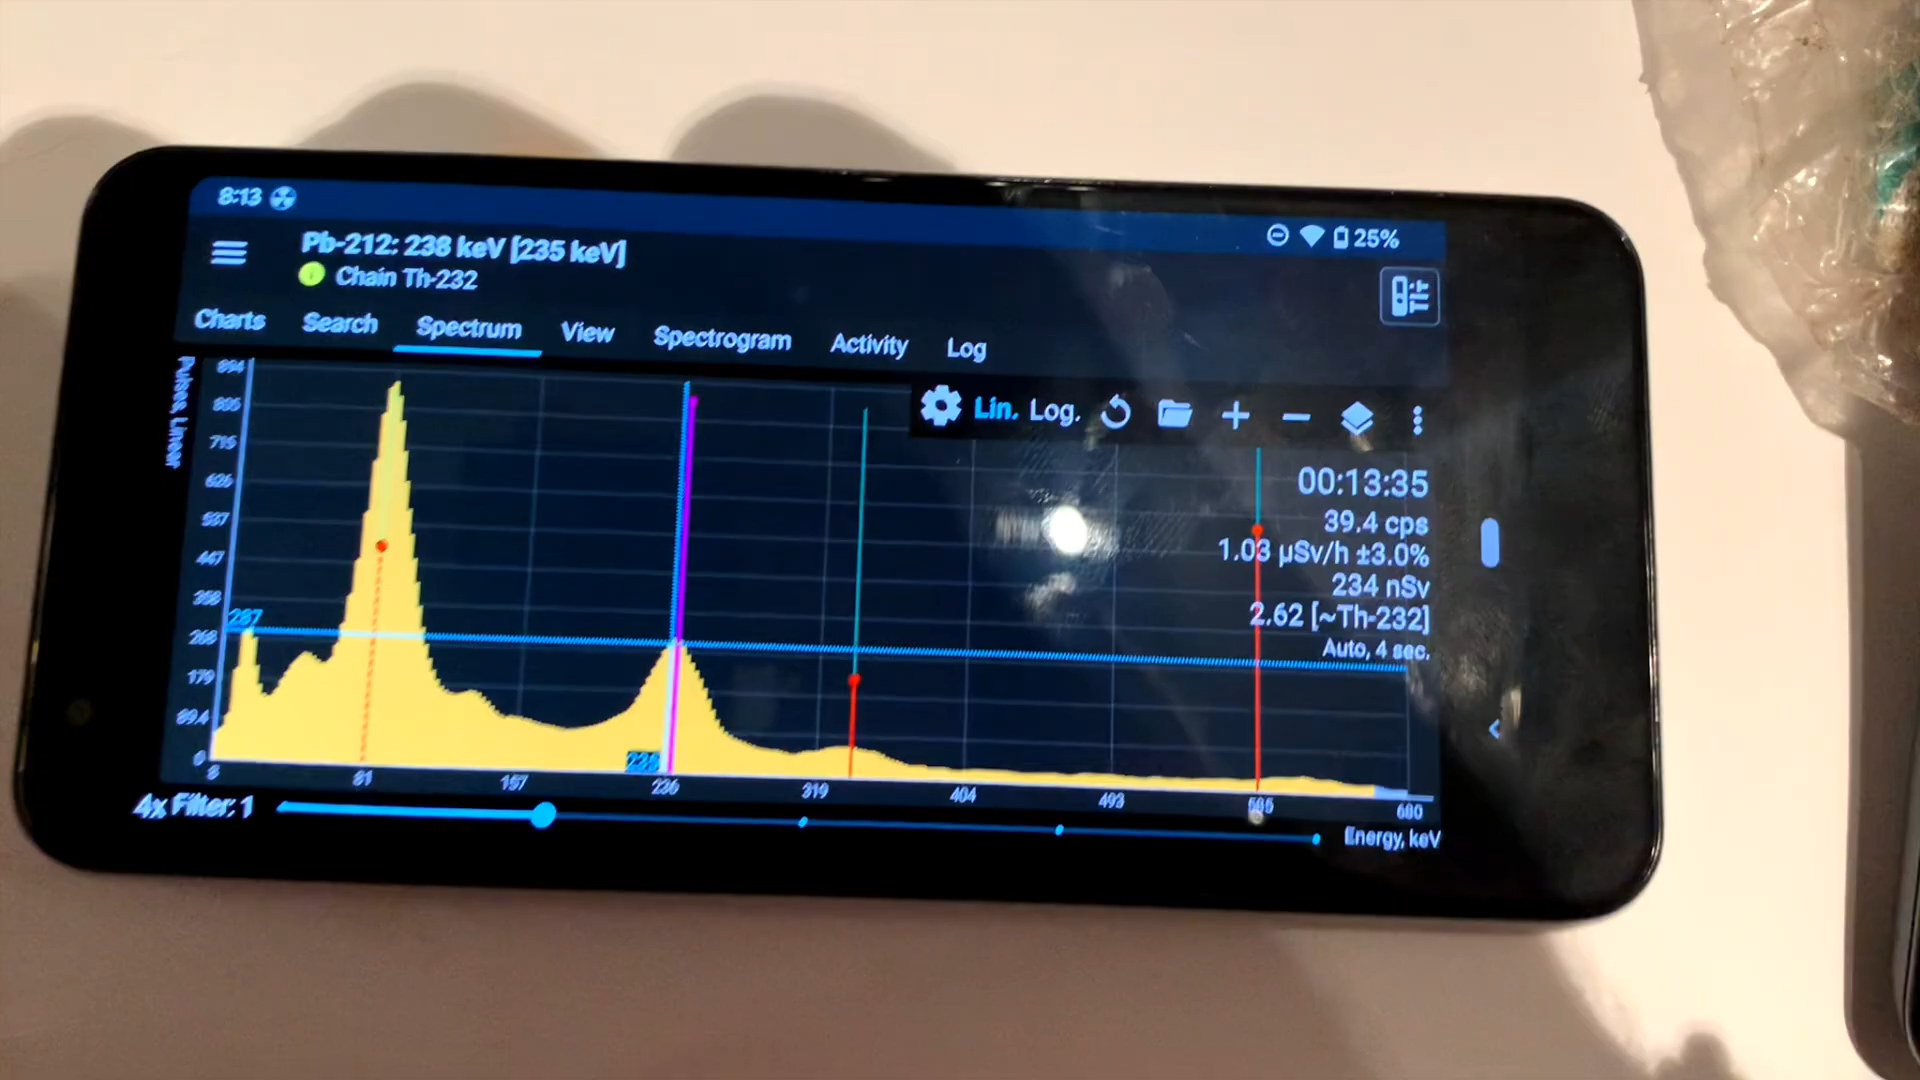 8:13
25%
Pb-212: 238 keV [235 keV]
Chain Th-232
Charts Search Spectrum View Spectrogram Activity Log
Lin. Log.
Pulses, Linear
894
805
715
626
537
447
358
268
179
89.4
0
287
00:13:35
39.4 cps
1.03 µSv/h ±3.0%
234 nSv
2.62 [~Th-232]
Auto, 4 sec.
8 81 157 236 319 404 493 585 680
4x Filter: 1
Energy, keV